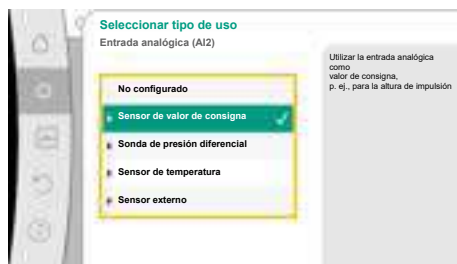 Seleccionar tipo de uso
Entrada analógica (AI2)
No configurado
Sensor de valor de consigna
Sonda de presión diferencial
Sensor de temperatura
Sensor externo
Utilizar la entrada analógica
como
valor de consigna,
p. ej., para la altura de impulsión